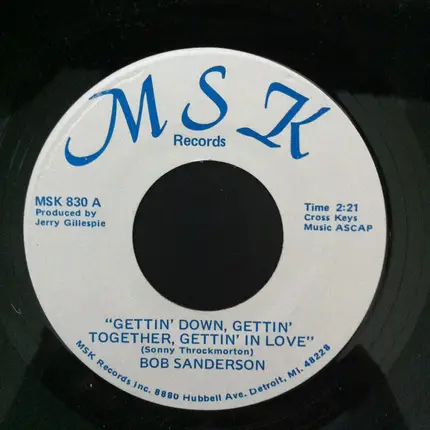 MSK
Records
MSK 830 A
Produced by
Jerry Gillespie
Time 2:21
Cross Keys
Music ASCAP
"GETTIN' DOWN, GETTIN'
TOGETHER, GETTIN' IN LOVE"
(Sonny Throckmorton)
BOB SANDERSON
MSK Records Inc. 8880 Hubbell Ave. Detroit, MI. 48228